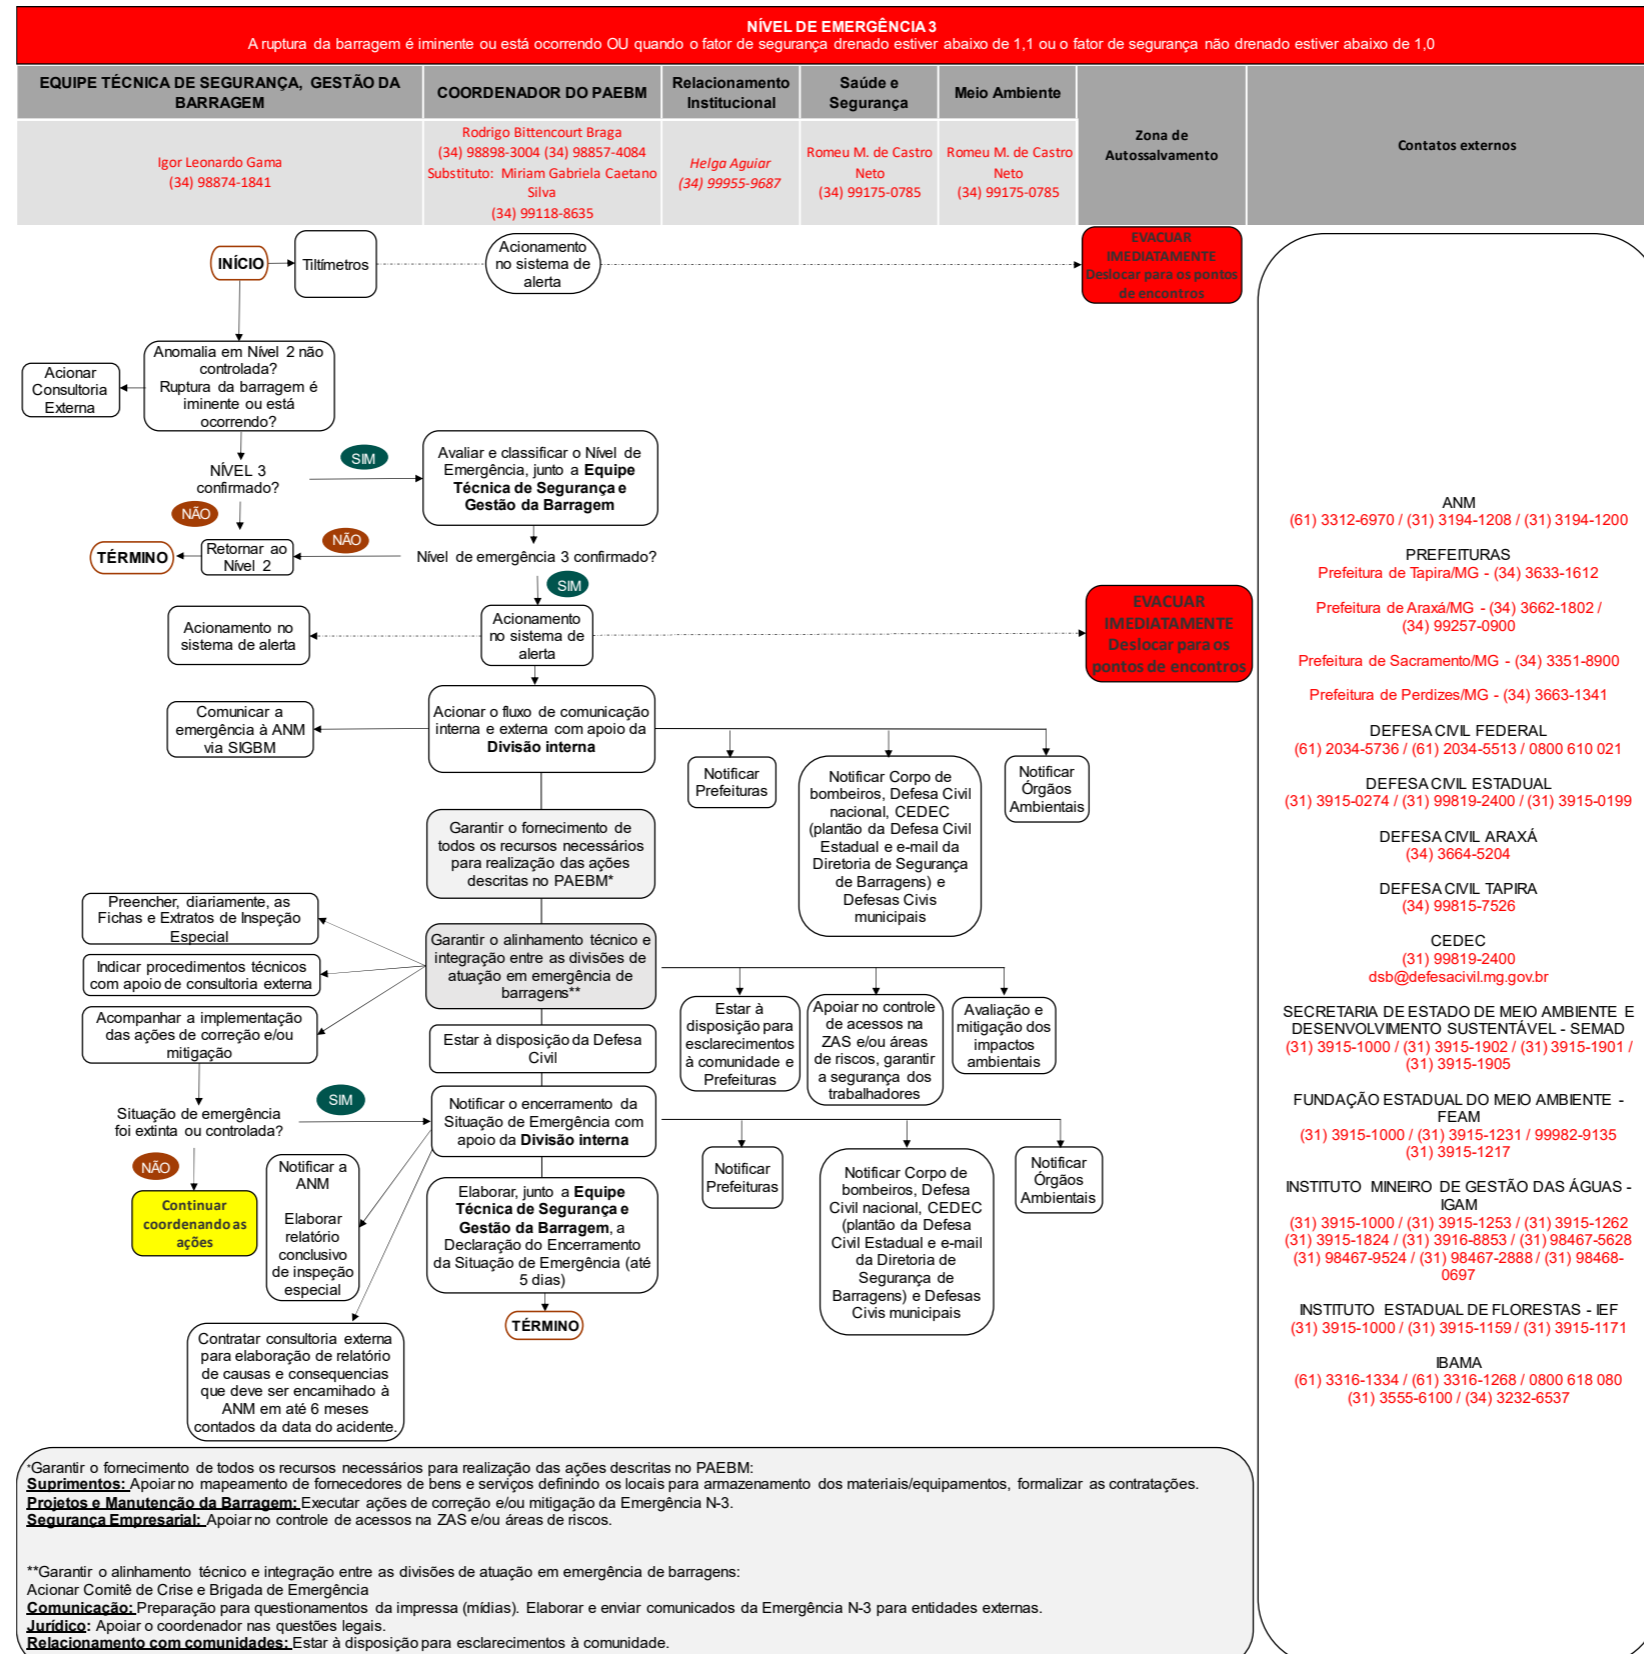 NÍVEL DE EMERGÊNCIA 3
A ruptura da barragem é iminente ou está ocorrendo OU quando o fator de segurança drenado estiver abaixo de 1,1 ou o fator de segurança não drenado estiver abaixo de 1,0
EQUIPE TÉCNICA DE SEGURANÇA, GESTÃO DA
BARRAGEM
COORDENADOR DO PAEBM
Relacionamento
Institucional
Saúde e
Segurança
Meio Ambiente
Zona de
Autossalvamento
Contatos externos
Igor Leonardo Gama
(34) 98874-1841
Rodrigo Bittencourt Braga
(34) 98898-3004 (34) 98857-4084
Substituto: Miriam Gabriela Caetano
Silva
(34) 99118-8635
Helga Aguiar
(34) 99955-9687
Romeu M. de Castro
Neto
(34) 99175-0785
Romeu M. de Castro
Neto
(34) 99175-0785
INÍCIO
Tiltímetros
Acionamento
no sistema de
alerta
EVACUAR
IMEDIATAMENTE
Deslocar para os pontos
de encontros
Anomalia em Nível 2 não
controlada?
Ruptura da barragem é
iminente ou está
ocorrendo?
Acionar
Consultoria
Externa
NÍVEL 3
confirmado?
SIM
Avaliar e classificar o Nível de
Emergência, junto a Equipe
Técnica de Segurança e
Gestão da Barragem
NÃO
TÉRMINO
Retornar ao
Nível 2
NÃO
Nível de emergência 3 confirmado?
SIM
Acionamento no
sistema de alerta
Acionamento
no sistema de
alerta
EVACUAR
IMEDIATAMENTE
Deslocar para os
pontos de encontros
Comunicar a
emergência à ANM
via SIGBM
Acionar o fluxo de comunicação
interna e externa com apoio da
Divisão interna
Notificar
Prefeituras
Notificar Corpo de
bombeiros, Defesa Civil
nacional, CEDEC
(plantão da Defesa Civil
Estadual e e-mail da
Diretoria de Segurança
de Barragens) e
Defesas Civis
municipais
Notificar
Órgãos
Ambientais
Garantir o fornecimento de
todos os recursos necessários
para realização das ações
descritas no PAEBM*
Preencher, diariamente, as
Fichas e Extratos de Inspeção
Especial
Indicar procedimentos técnicos
com apoio de consultoria externa
Acompanhar a implementação
das ações de correção e/ou
mitigação
Garantir o alinhamento técnico e
integração entre as divisões de
atuação em emergência de
barragens**
Estar à
disposição para
esclarecimentos
à comunidade e
Prefeituras
Apoiar no controle
de acessos na
ZAS e/ou áreas
de riscos, garantir
a segurança dos
trabalhadores
Avaliação e
mitigação dos
impactos
ambientais
Estar à disposição da Defesa
Civil
Situação de emergência
foi extinta ou controlada?
SIM
Notificar o encerramento da
Situação de Emergência com
apoio da Divisão interna
NÃO
Continuar
coordenando as
ações
Notificar a
ANM
Elaborar
relatório
conclusivo
de inspeção
especial
Elaborar, junto a Equipe
Técnica de Segurança e
Gestão da Barragem, a
Declaração do Encerramento
da Situação de Emergência (até
5 dias)
TÉRMINO
Notificar
Prefeituras
Notificar Corpo de
bombeiros, Defesa
Civil nacional, CEDEC
(plantão da Defesa
Civil Estadual e e-mail
da Diretoria de
Segurança de
Barragens) e Defesas
Civis municipais
Notificar
Órgãos
Ambientais
Contratar consultoria externa
para elaboração de relatório
de causas e consequencias
que deve ser encamihado à
ANM em até 6 meses
contados da data do acidente.
ANM
(61) 3312-6970 / (31) 3194-1208 / (31) 3194-1200
PREFEITURAS
Prefeitura de Tapira/MG - (34) 3633-1612
Prefeitura de Araxá/MG - (34) 3662-1802 /
(34) 99257-0900
Prefeitura de Sacramento/MG - (34) 3351-8900
Prefeitura de Perdizes/MG - (34) 3663-1341
DEFESA CIVIL FEDERAL
(61) 2034-5736 / (61) 2034-5513 / 0800 610 021
DEFESA CIVIL ESTADUAL
(31) 3915-0274 / (31) 99819-2400 / (31) 3915-0199
DEFESA CIVIL ARAXÁ
(34) 3664-5204
DEFESA CIVIL TAPIRA
(34) 99815-7526
CEDEC
(31) 99819-2400
dsb@defesacivil.mg.gov.br
SECRETARIA DE ESTADO DE MEIO AMBIENTE E
DESENVOLVIMENTO SUSTENTÁVEL - SEMAD
(31) 3915-1000 / (31) 3915-1902 / (31) 3915-1901 /
(31) 3915-1905
FUNDAÇÃO ESTADUAL DO MEIO AMBIENTE -
FEAM
(31) 3915-1000 / (31) 3915-1231 / 99982-9135
(31) 3915-1217
INSTITUTO MINEIRO DE GESTÃO DAS ÁGUAS -
IGAM
(31) 3915-1000 / (31) 3915-1253 / (31) 3915-1262
(31) 3915-1824 / (31) 3916-8853 / (31) 98467-5628
(31) 98467-9524 / (31) 98467-2888 / (31) 98468-
0697
INSTITUTO ESTADUAL DE FLORESTAS - IEF
(31) 3915-1000 / (31) 3915-1159 / (31) 3915-1171
IBAMA
(61) 3316-1334 / (61) 3316-1268 / 0800 618 080
(31) 3555-6100 / (34) 3232-6537
*Garantir o fornecimento de todos os recursos necessários para realização das ações descritas no PAEBM:
Suprimentos: Apoiar no mapeamento de fornecedores de bens e serviços definindo os locais para armazenamento dos materiais/equipamentos, formalizar as contratações.
Projetos e Manutenção da Barragem: Executar ações de correção e/ou mitigação da Emergência N-3.
Segurança Empresarial: Apoiar no controle de acessos na ZAS e/ou áreas de riscos.
**Garantir o alinhamento técnico e integração entre as divisões de atuação em emergência de barragens:
Acionar Comitê de Crise e Brigada de Emergência
Comunicação: Preparação para questionamentos da impressa (mídias). Elaborar e enviar comunicados da Emergência N-3 para entidades externas.
Jurídico: Apoiar o coordenador nas questões legais.
Relacionamento com comunidades: Estar à disposição para esclarecimentos à comunidade.